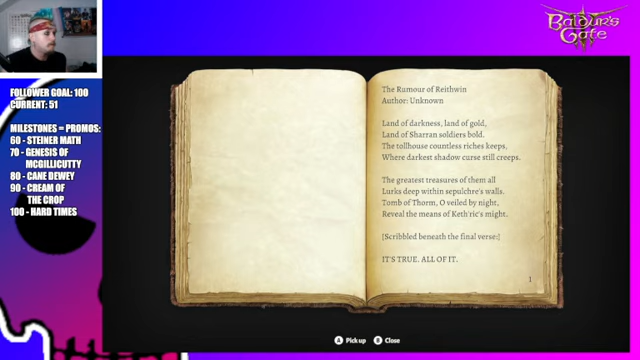 BALDUR'S
GATE
FOLLOWER GOAL: 100
CURRENT: 51
MILESTONES = PROMOS:
60 - STEINER MATH
70 - GENESIS OF
MCGILLICUTTY
80 - CANE DEWEY
90 - CREAM OF
THE CROP
100 - HARD TIMES
The Rumour of Reithwin
Author: Unknown
Land of darkness, land of gold,
Land of Sharran soldiers bold.
The tollhouse countless riches keeps,
Where darkest shadow curse still creeps.
The greatest treasures of them all
Lurks deep within sepulchre's walls.
Tomb of Thorm, O veiled by night,
Reveal the means of Keth'ric's might.
[Scribbled beneath the final verse:]
IT'S TRUE. ALL OF IT.
1
A Pick up B Close